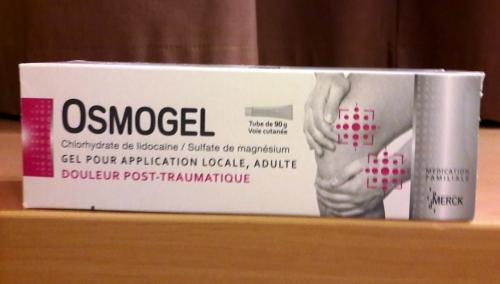 OSMOGEL
Tube de 90 g
Voie cutanée
Chlorhydrate de lidocaïne / Sulfate de magnésium
GEL POUR APPLICATION LOCALE, ADULTE
DOULEUR POST-TRAUMATIQUE
MEDICATION
FAMILIALE
MERCK